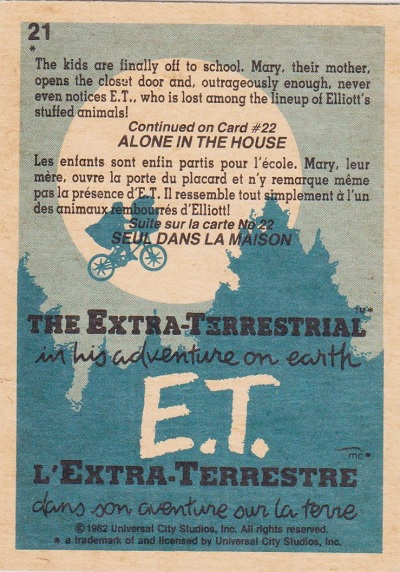 21
*
The kids are finally off to school. Mary, their mother,
opens the closet door and, outrageously enough, never
even notices E.T., who is lost among the lineup of Elliott's
stuffed animals!
Continued on Card #22
ALONE IN THE HOUSE
Les enfants sont enfin partis pour l'école. Mary, leur
mère, ouvre la porte du placard et n'y remarque même
pas la présence d'E.T. Il ressemble tout simplement à l'un
des animaux rembourrés d'Elliott!
Suite sur la carte No 22
SEUL DANS LA MAISON
THE EXTRA-TERRESTRIAL TM*
in his adventure on earth
E.T.
mc*
L'EXTRA-TERRESTRE
dans son aventure sur la terre
©1982 Universal City Studios, Inc. All rights reserved.
* a trademark of and licensed by Universal City Studios, Inc.